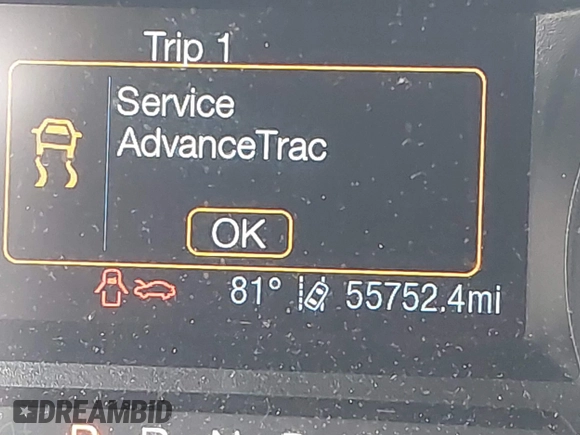 Trip 1
Service
AdvanceTrac
OK
81° 55752.4mi
DREAMBID